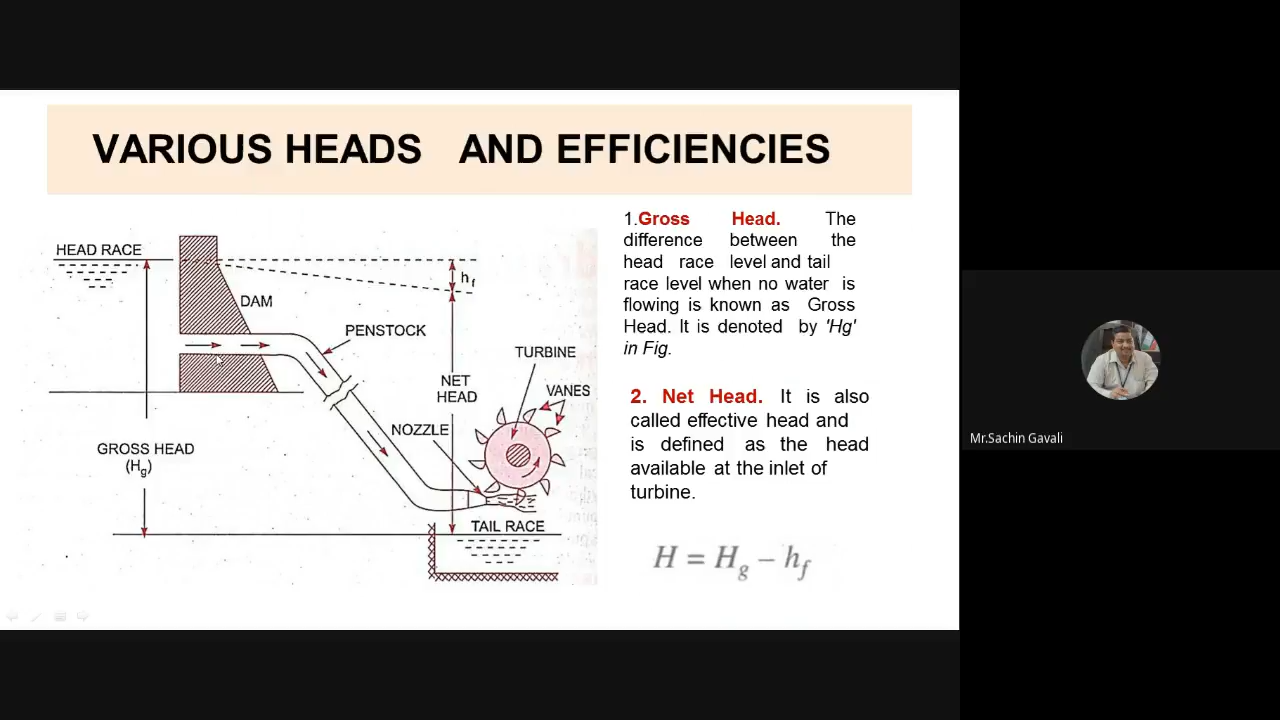 VARIOUS HEADS AND EFFICIENCIES
HEAD RACE
DAM
PENSTOCK
hf
NET
HEAD
TURBINE
VANES
NOZZLE
GROSS HEAD
(Hg)
TAIL RACE
1.Gross Head. The
difference between the
head race level and tail
race level when no water is
flowing is known as Gross
Head. It is denoted by 'Hg'
in Fig.
2. Net Head. It is also
called effective head and
is defined as the head
available at the inlet of
turbine.
H = Hg – hf
Mr.Sachin Gavali